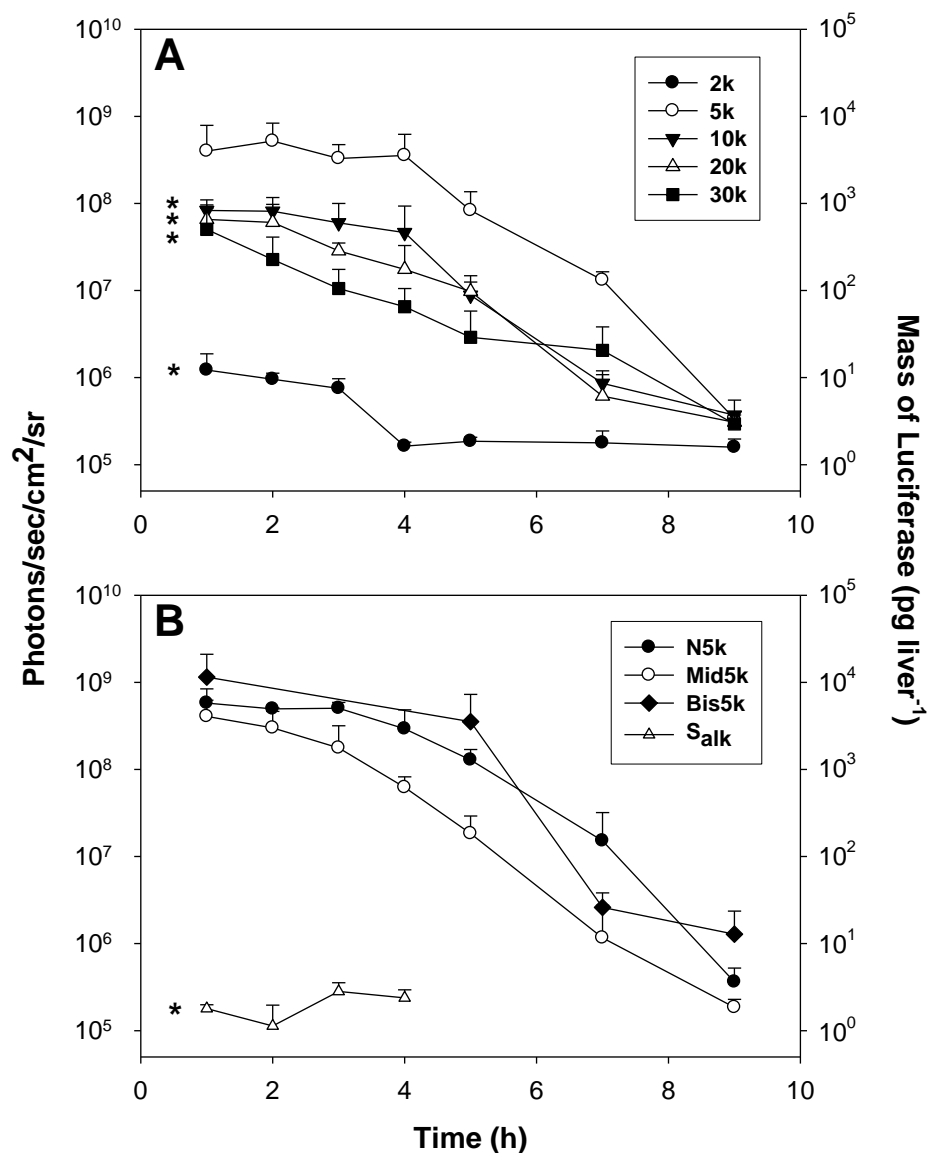 A
10^10
10^9
10^8
10^7
10^6
10^5
10^5
10^4
10^3
10^2
10^1
10^0
2k
5k
10k
20k
30k
*
*
*
*
0 2 4 6 8 10
Photons/sec/cm^2/sr
Mass of Luciferase (pg liver^-1)
B
10^10
10^9
10^8
10^7
10^6
10^5
10^5
10^4
10^3
10^2
10^1
10^0
N5k
Mid5k
Bis5k
S_alk
*
0 2 4 6 8 10
Time (h)